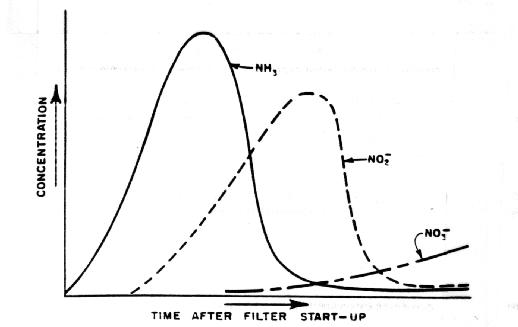 NH₃
NO₂⁻
NO₃⁻
CONCENTRATION
TIME AFTER FILTER START-UP